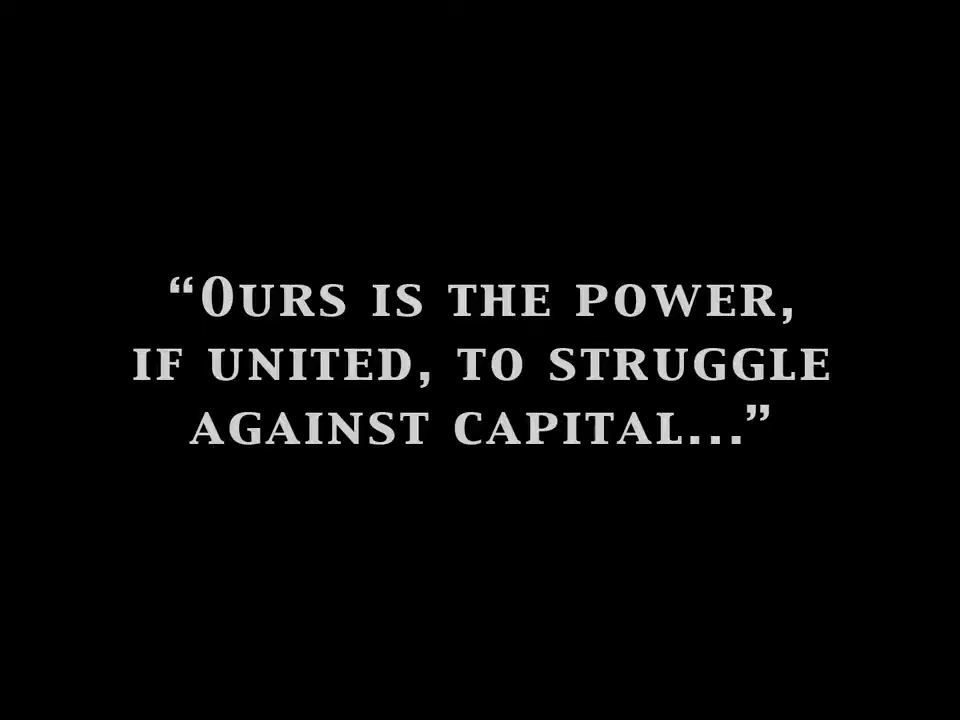 “Ours is the power,
if united, to struggle
against capital...”